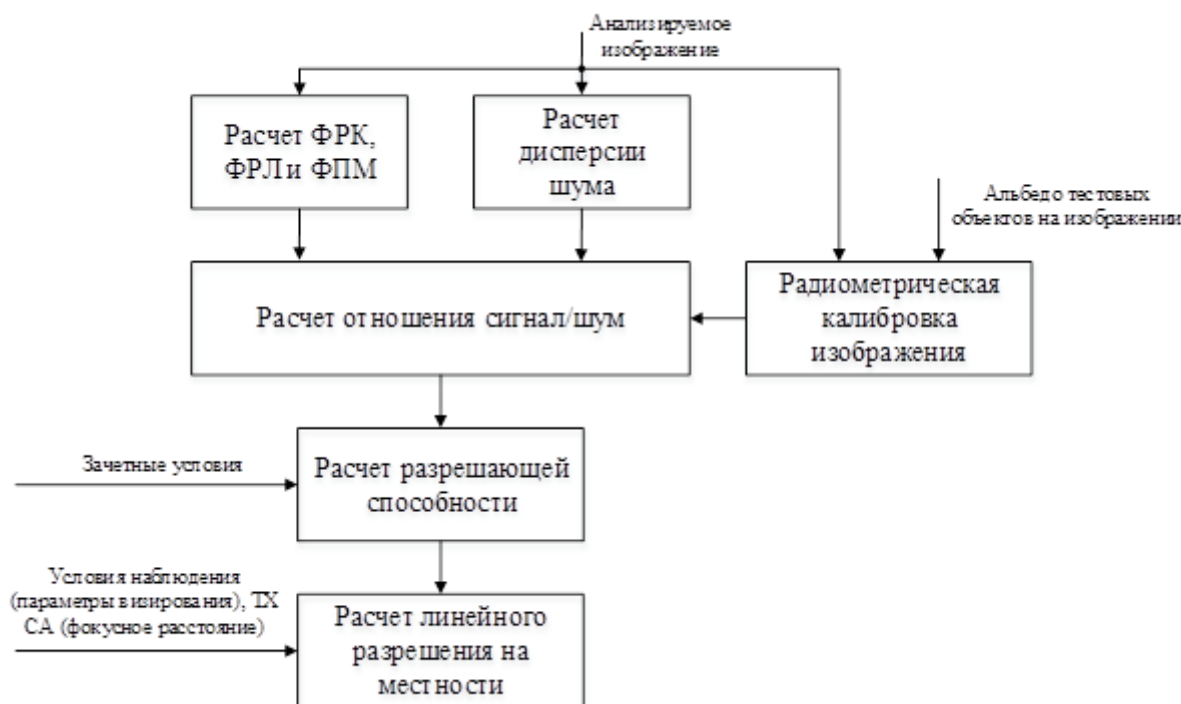 Анализируемое
изображение
Расчет ФРК,
ФРЛ и ФПМ
Расчет
дисперсии
шума
Альбедо тестовых
объектов на изображении
Расчет отношения сигнал/шум
Радиометрическая
калибровка
изображения
Зачетные условия
Расчет разрешающей
способности
Условия наблюдения
(параметры визирования), ТХ
СА (фокусное расстояние)
Расчет линейного
разрешения на
местности